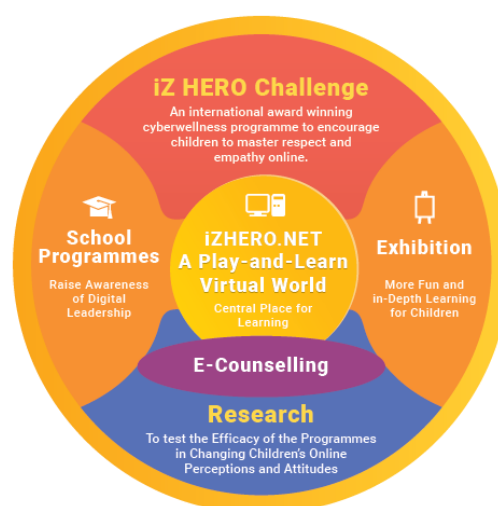 iZ HERO Challenge
An international award winning
cyberwellness programme to encourage
children to master respect and
empathy online.
School
Programmes
Raise Awareness
of Digital
Leadership
iZHERO.NET
A Play-and-Learn
Virtual World
Central Place for
Learning
Exhibition
More Fun and
in-Depth Learning
for Children
E-Counselling
Research
To test the Efficacy of the Programmes
in Changing Children's Online
Perceptions and Attitudes